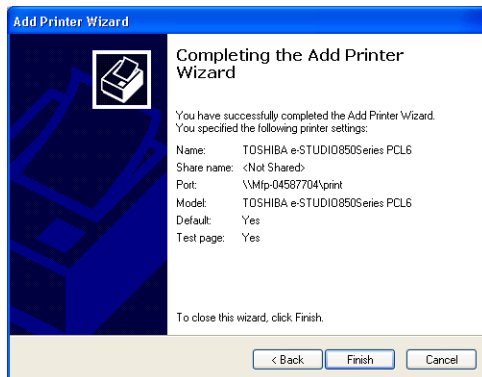 Add Printer Wizard
Completing the Add Printer
Wizard
You have successfully completed the Add Printer Wizard.
You specified the following printer settings:
Name: TOSHIBA e-STUDIO850Series PCL6
Share name: <Not Shared>
Port: \\Mfp-04587704\print
Model: TOSHIBA e-STUDIO850Series PCL6
Default: Yes
Test page: Yes
To close this wizard, click Finish.
< Back Finish Cancel